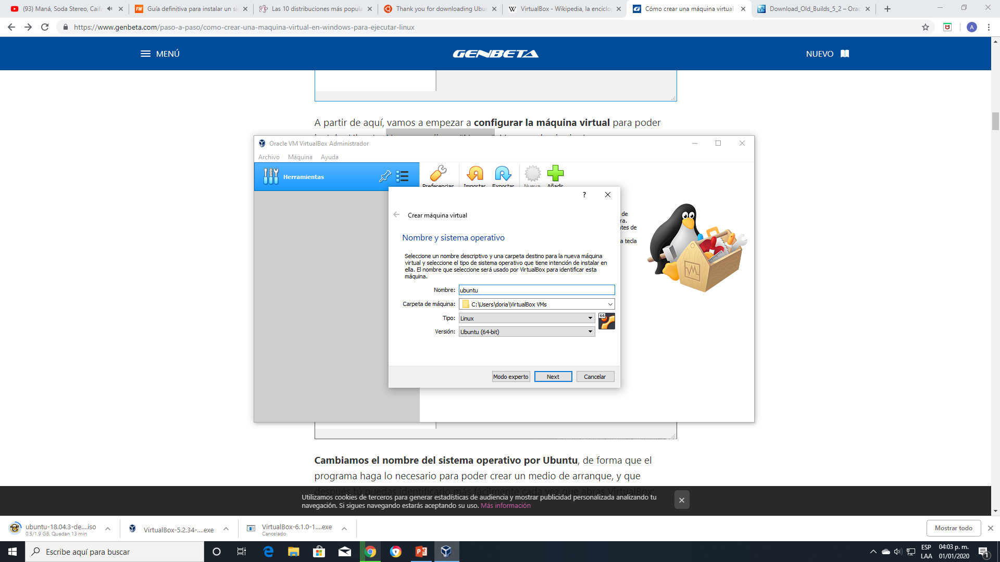 (93) Maná, Soda Stereo, Caifa
Guía definitiva para instalar un si
Las 10 distribuciones más popula
Thank you for downloading Ubu
VirtualBox - Wikipedia, la enciclo
Cómo crear una máquina virtual
Download_Old_Builds_5_2 – Orac
https://www.genbeta.com/paso-a-paso/como-crear-una-maquina-virtual-en-windows-para-ejecutar-linux
A
MENÚ
GENBETA
NUEVO
A partir de aquí, vamos a empezar a configurar la máquina virtual para poder
Oracle VM VirtualBox Administrador
Archivo Máquina Ayuda
Herramientas
Preferencias Importar Exportar Nueva Añadir
de
ra.
ntes de
a tecla
?
Crear máquina virtual
Nombre y sistema operativo
Seleccione un nombre descriptivo y una carpeta destino para la nueva máquina
virtual y seleccione el tipo de sistema operativo que tiene intención de instalar en
ella. El nombre que seleccione será usado por VirtualBox para identificar esta
máquina.
Nombre: ubuntu
Carpeta de máquina: C:\Users\doria\VirtualBox VMs
Tipo: Linux
64
Versión: Ubuntu (64-bit)
Modo experto Next Cancelar
Cambiamos el nombre del sistema operativo por Ubuntu, de forma que el
programa haga lo necesario para poder crear un medio de arranque, y que
después tú puedas identificarlo más fácilmente cada vez que abras VirtualBox.
Utilizamos cookies de terceros para generar estadísticas de audiencia y mostrar publicidad personalizada analizando tu
navegación. Si sigues navegando estarás aceptando su uso. Más información
ubuntu-18.04.3-de....iso
0,5/1,9 GB, Quedan 13 min
VirtualBox-5.2.34-....exe
VirtualBox-6.1.0-1....exe
Cancelado
Mostrar todo
Escribe aquí para buscar
ESP
LAA
04:03 p. m.
01/01/2020
1